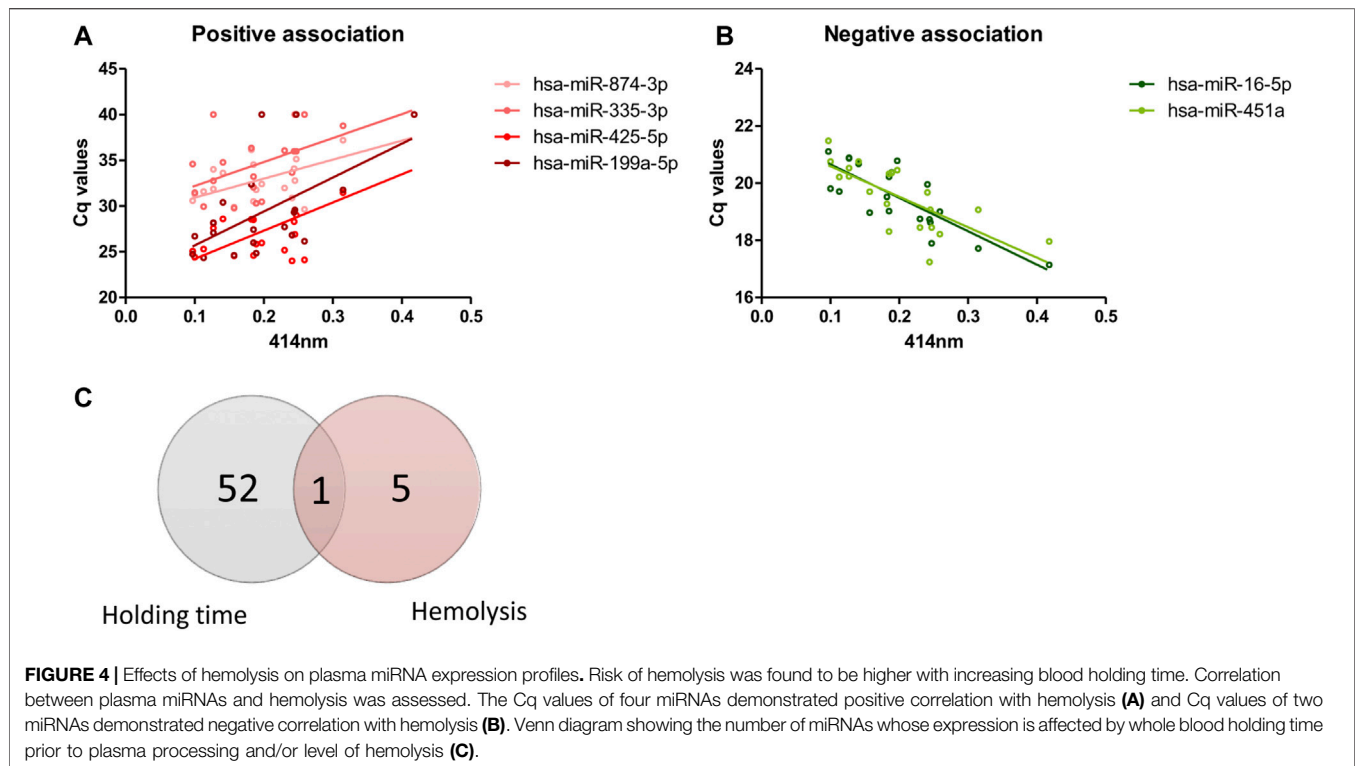 A
Positive association
Cq values
45
40
35
30
25
20
0.0 0.1 0.2 0.3 0.4 0.5
414nm
hsa-miR-874-3p
hsa-miR-335-3p
hsa-miR-425-5p
hsa-miR-199a-5p
B
Negative association
Cq values
24
22
20
18
16
0.0 0.1 0.2 0.3 0.4 0.5
414nm
hsa-miR-16-5p
hsa-miR-451a
C
52 1 5
Holding time Hemolysis
FIGURE 4 | Effects of hemolysis on plasma miRNA expression profiles. Risk of hemolysis was found to be higher with increasing blood holding time. Correlation
between plasma miRNAs and hemolysis was assessed. The Cq values of four miRNAs demonstrated positive correlation with hemolysis (A) and Cq values of two
miRNAs demonstrated negative correlation with hemolysis (B). Venn diagram showing the number of miRNAs whose expression is affected by whole blood holding time
prior to plasma processing and/or level of hemolysis (C).